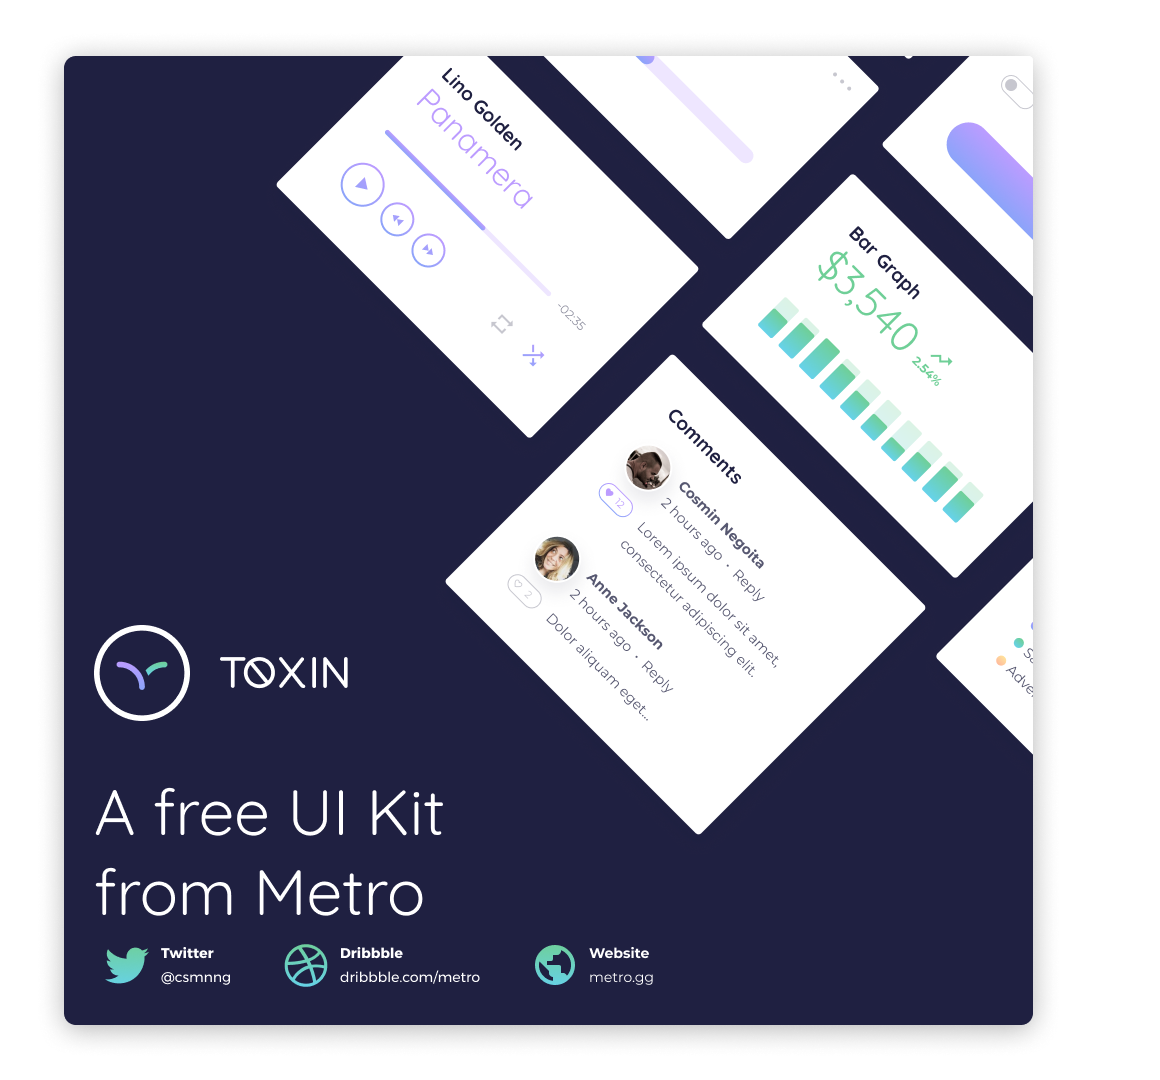 Lino Golden
Panamera
-02:35
Bar Graph
$3,540
2.54%
Comments
Cosmin Negoita
2 hours ago • Reply
12
Lorem ipsum dolor sit amet,
consectetur adipiscing elit.
Anne Jackson
2 hours ago • Reply
2
Dolor aliquam eget...
TOXIN
A free UI Kit
from Metro
Twitter
@csmnng
Dribbble
dribbble.com/metro
Website
metro.gg